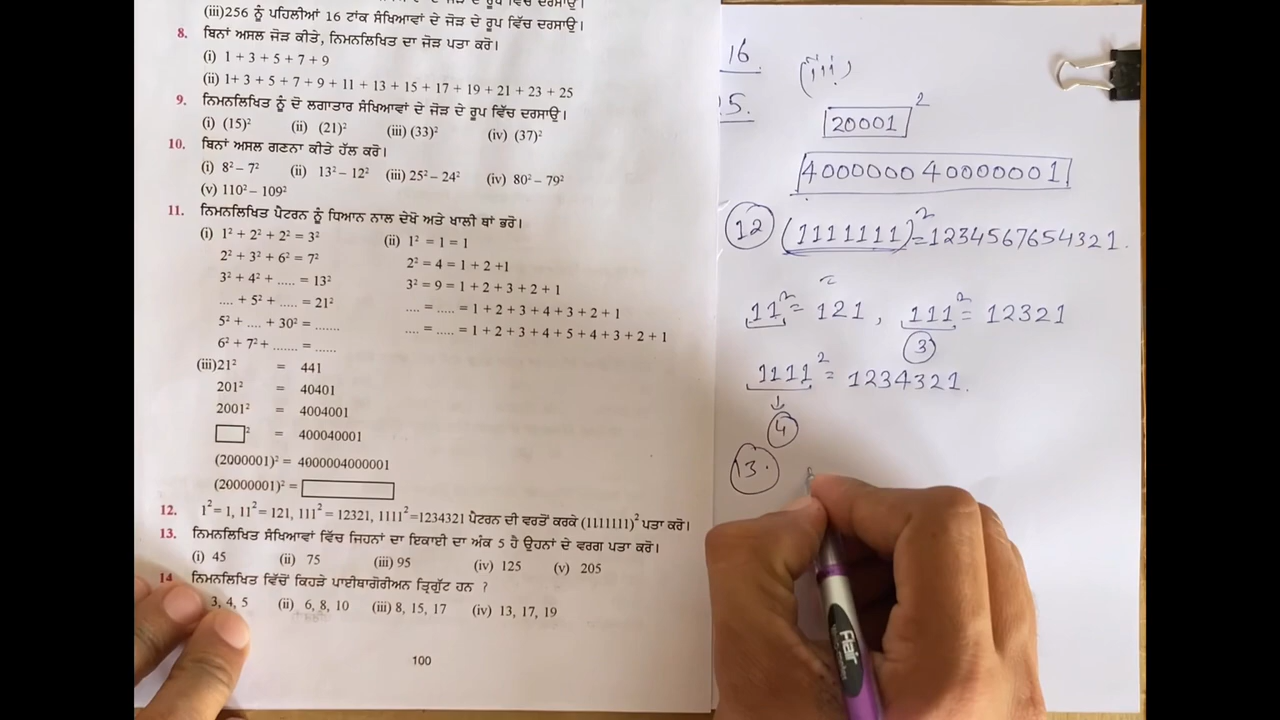 (iii)256 ਨੂੰ ਪਹਿਲੀਆਂ 16 ਟਾਂਕ ਸੰਖਿਆਵਾਂ ਦੇ ਜੋੜ ਦੇ ਰੂਪ ਵਿੱਚ ਦਰਸਾਉ।
8. ਬਿਨਾਂ ਅਸਲ ਜੋੜ ਕੀਤੇ, ਨਿਮਨਲਿਖਿਤ ਦਾ ਜੋੜ ਪਤਾ ਕਰੋ।
(i) 1 + 3 + 5 + 7 + 9
(ii) 1+ 3 + 5 + 7 + 9 + 11 + 13 + 15 + 17 + 19 + 21 + 23 + 25
9. ਨਿਮਨਲਿਖਿਤ ਨੂੰ ਦੋ ਲਗਾਤਾਰ ਸੰਖਿਆਵਾਂ ਦੇ ਜੋੜ ਦੇ ਰੂਪ ਵਿੱਚ ਦਰਸਾਉ।
(i) (15)² (ii) (21)² (iii) (33)² (iv) (37)²
10. ਬਿਨਾਂ ਅਸਲ ਗਣਨਾ ਕੀਤੇ ਹੱਲ ਕਰੋ।
(i) 8² – 7² (ii) 13² – 12² (iii) 25² – 24² (iv) 80² – 79²
(v) 110² – 109²
11. ਨਿਮਨਲਿਖਿਤ ਪੈਟਰਨ ਨੂੰ ਧਿਆਨ ਨਾਲ ਦੇਖੋ ਅਤੇ ਖਾਲੀ ਥਾਂ ਭਰੋ।
(i) 1² + 2² + 2² = 3² (ii) 1² = 1 = 1
2² + 3² + 6² = 7² 2² = 4 = 1 + 2 +1
3² + 4² + ..... = 13² 3² = 9 = 1 + 2 + 3 + 2 + 1
.... + 5² + ..... = 21² .... = ..... = 1 + 2 + 3 + 4 + 3 + 2 + 1
5² + .... + 30² = ....... .... = ..... = 1 + 2 + 3 + 4 + 5 + 4 + 3 + 2 + 1
6² + 7² + ....... = ......
(iii) 21² = 441
201² = 40401
2001² = 4004001
² = 400040001
(2000001)² = 4000004000001
(20000001)² =
12. 1² = 1, 11² = 121, 111² = 12321, 1111² =1234321 ਪੈਟਰਨ ਦੀ ਵਰਤੋਂ ਕਰਕੇ (1111111)² ਪਤਾ ਕਰੋ।
13. ਨਿਮਨਲਿਖਿਤ ਸੰਖਿਆਵਾਂ ਵਿੱਚ ਜਿਹਨਾਂ ਦਾ ਇਕਾਈ ਦਾ ਅੰਕ 5 ਹੈ ਉਹਨਾਂ ਦੇ ਵਰਗ ਪਤਾ ਕਰੋ।
(i) 45 (ii) 75 (iii) 95 (iv) 125 (v) 205
14 ਨਿਮਨਲਿਖਿਤ ਵਿੱਚੋਂ ਕਿਹੜੇ ਪਾਈਥਾਗੋਰੀਅਨ ਤ੍ਰਿਗੁੱਟ ਹਨ ?
3, 4, 5 (ii) 6, 8, 10 (iii) 8, 15, 17 (iv) 13, 17, 19
100
16.
5.
(iii)
20001²
400000040000001
12 (1111111)² = 1234567654321.
11² = 121, 111² = 12321
3
1111² = 1234321.
4
13.
Flair